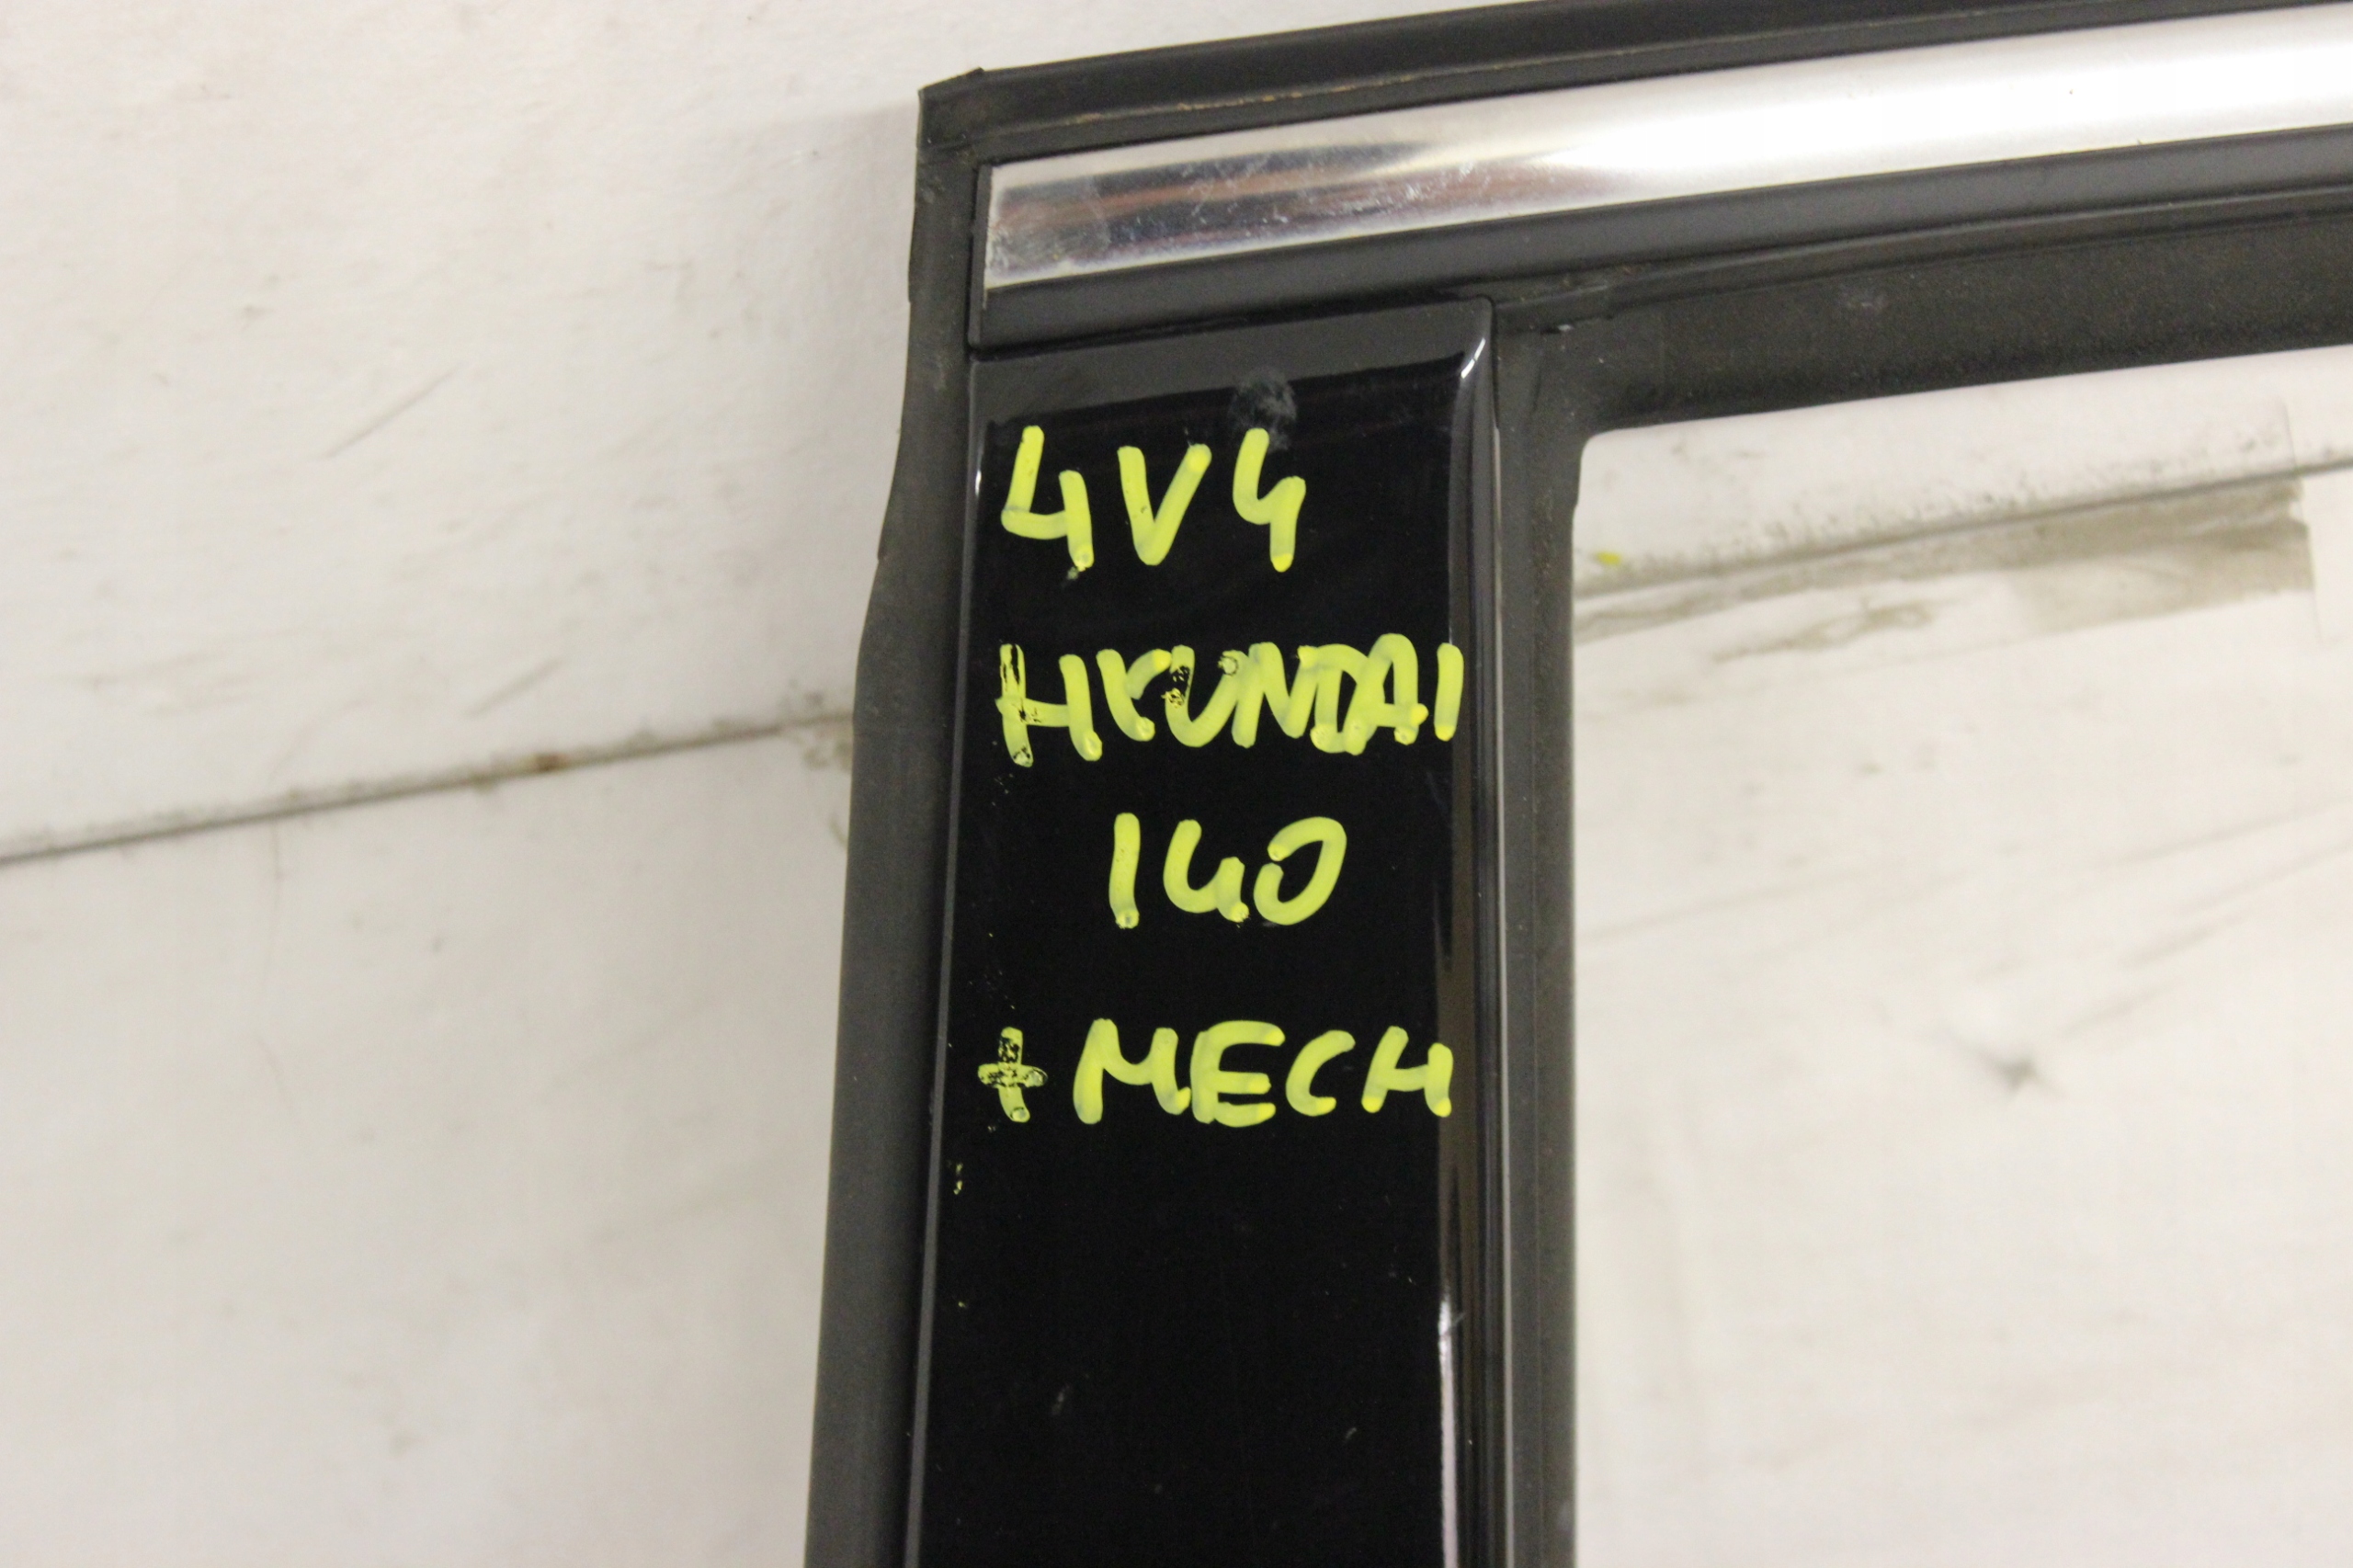 4V4
HYUNDAI
I40
+ MECH